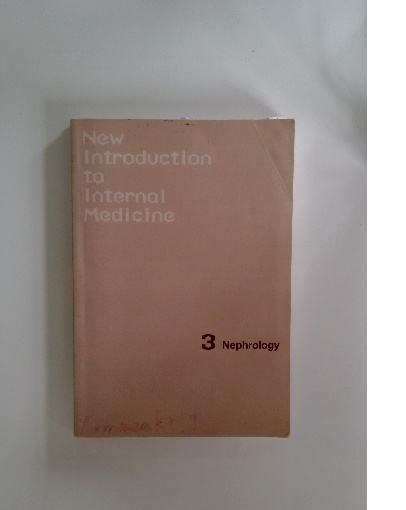 New
Introduction
to
Internal
Medicine
3 Nephrology